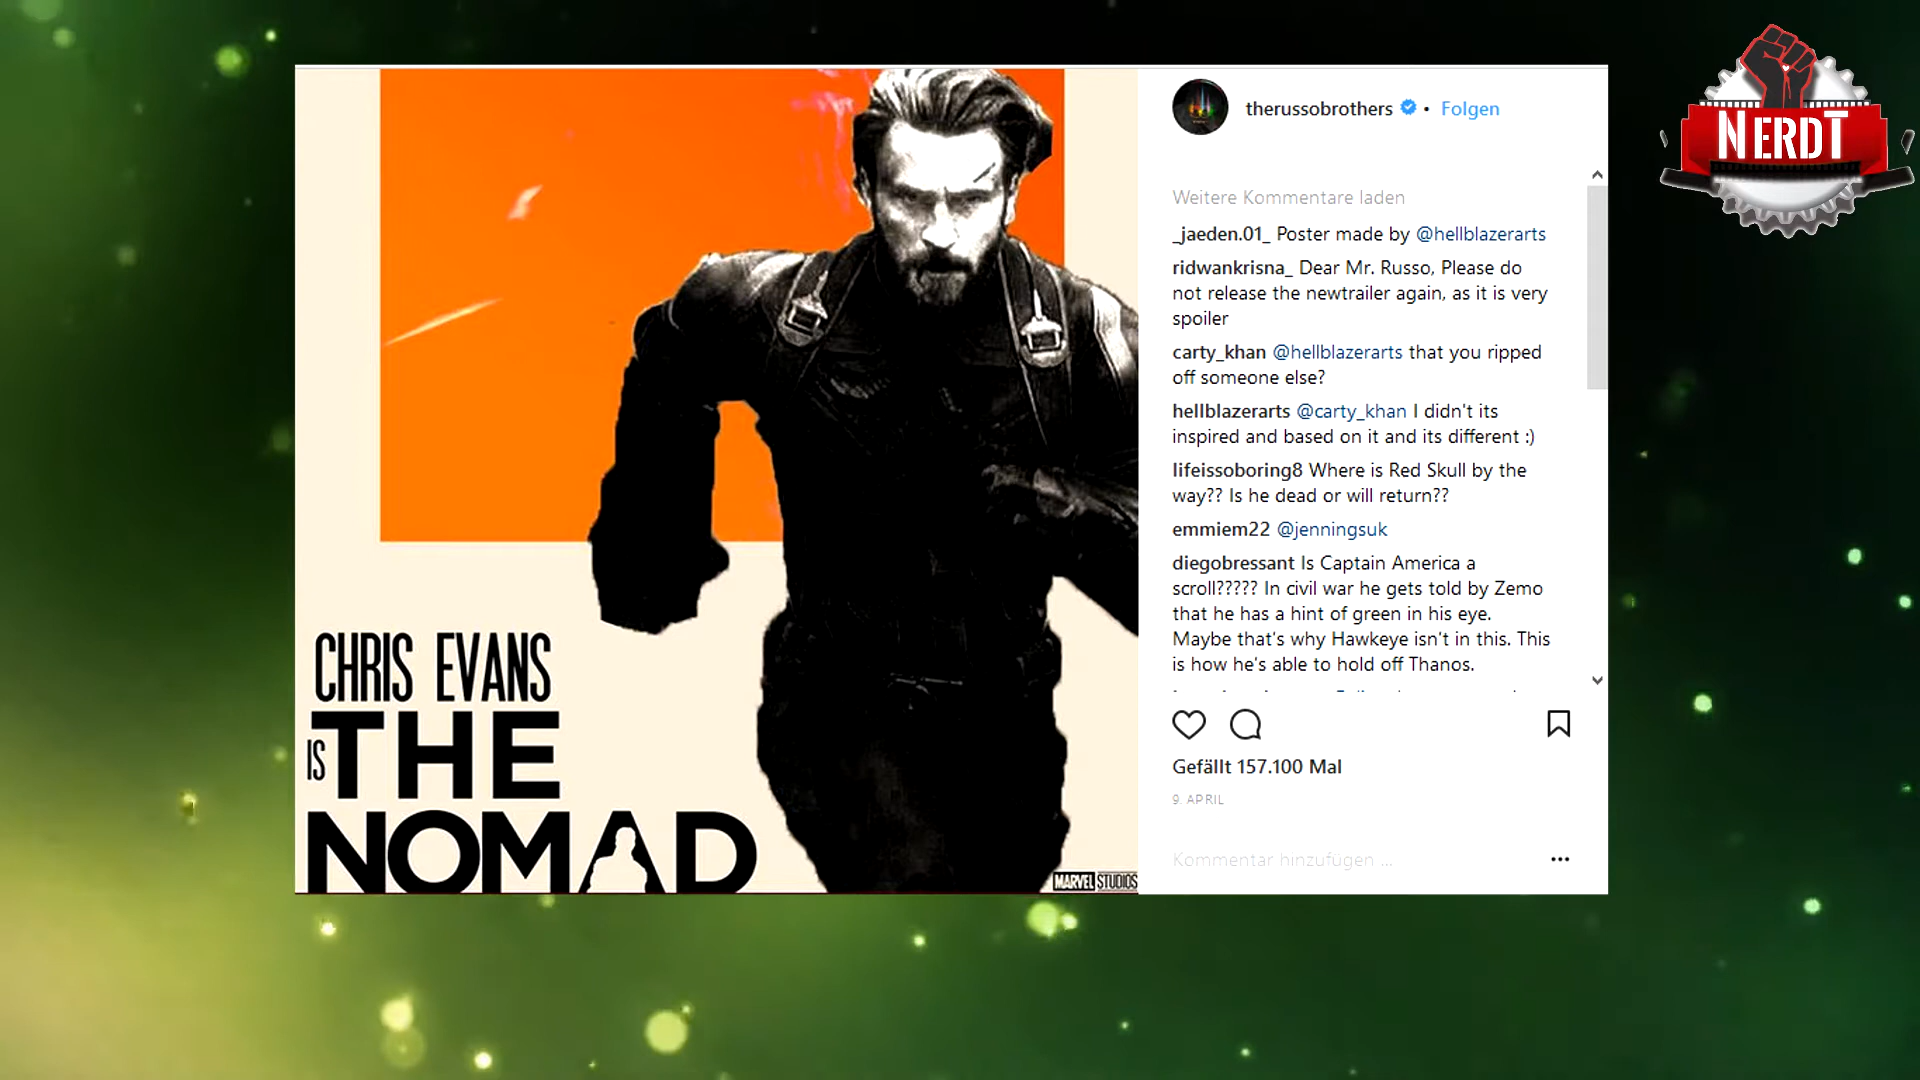 NERDT
CHRIS EVANS
IS THE
NOMAD
MARVEL STUDIOS
therussobrothers • Folgen
Weitere Kommentare laden
_jaeden.01_ Poster made by @hellblazerarts
ridwankrisna_ Dear Mr. Russo, Please do
not release the newtrailer again, as it is very
spoiler
carty_khan @hellblazerarts that you ripped
off someone else?
hellblazerarts @carty_khan I didn't its
inspired and based on it and its different :)
lifeissoboring8 Where is Red Skull by the
way?? Is he dead or will return??
emmiem22 @jenningsuk
diegobressant Is Captain America a
scroll????? In civil war he gets told by Zemo
that he has a hint of green in his eye.
Maybe that's why Hawkeye isn't in this. This
is how he's able to hold off Thanos.
Gefällt 157.100 Mal
9. APRIL
Kommentar hinzufügen ...